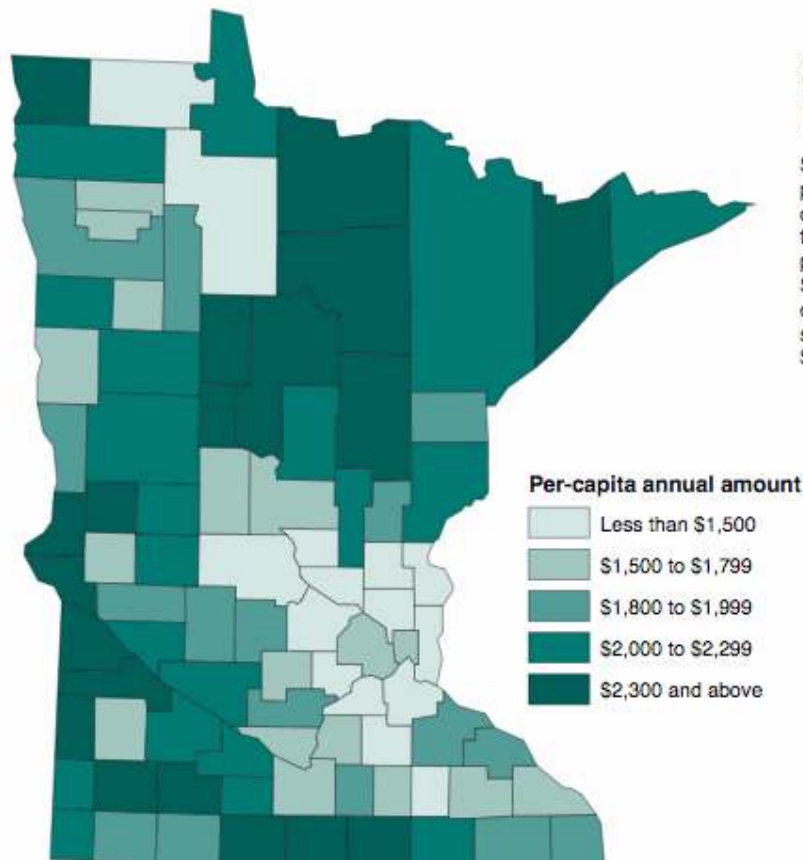 Per-capita annual amount
Less than $1,500
$1,500 to $1,799
$1,800 to $1,999
$2,000 to $2,299
$2,300 and above